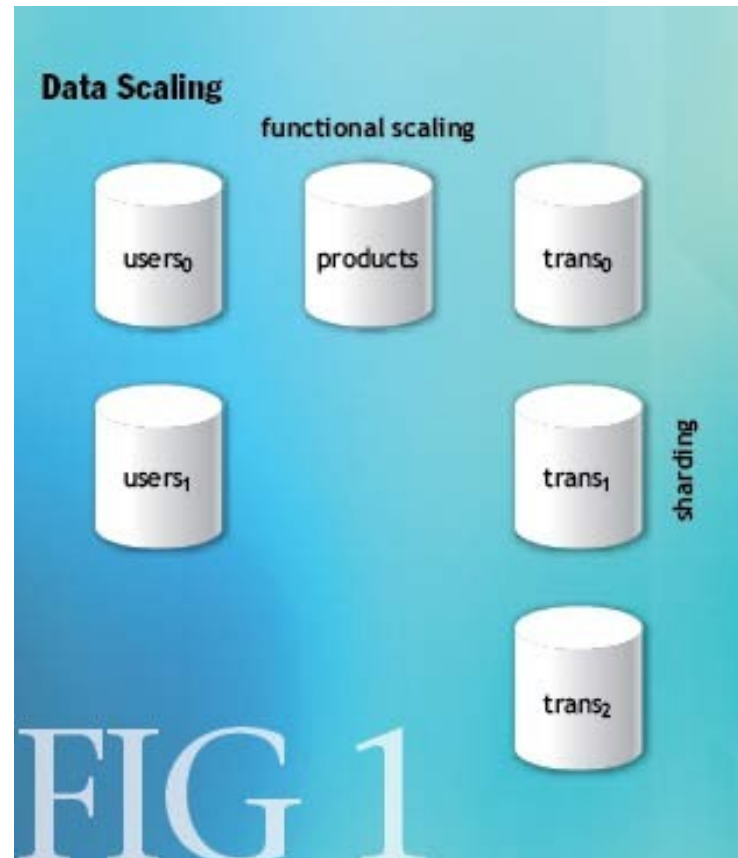 Data Scaling
functional scaling
users₀
products
trans₀
users₁
trans₁
sharding
trans₂
FIG 1